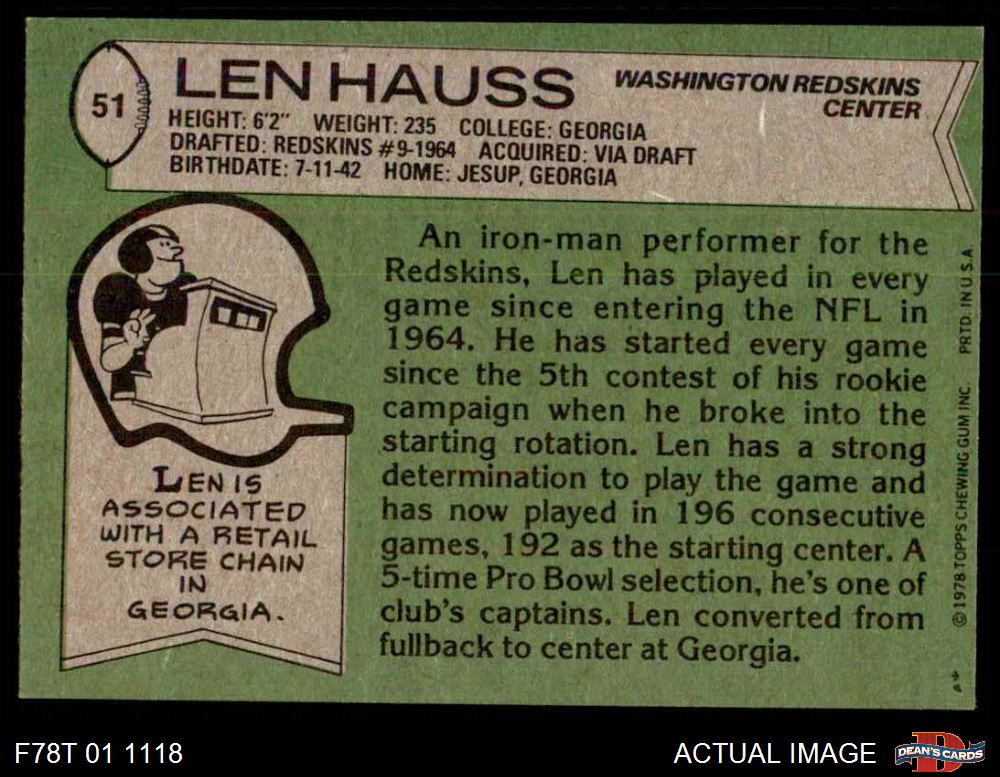 51
LEN HAUSS
WASHINGTON REDSKINS
CENTER
HEIGHT: 6'2" WEIGHT: 235 COLLEGE: GEORGIA
DRAFTED: REDSKINS #9-1964 ACQUIRED: VIA DRAFT
BIRTHDATE: 7-11-42 HOME: JESUP, GEORGIA
An iron-man performer for the
Redskins, Len has played in every
game since entering the NFL in
1964. He has started every game
since the 5th contest of his rookie
campaign when he broke into the
starting rotation. Len has a strong
determination to play the game and
has now played in 196 consecutive
games, 192 as the starting center. A
5-time Pro Bowl selection, he's one of
club's captains. Len converted from
fullback to center at Georgia.
LEN IS
ASSOCIATED
WITH A RETAIL
STORE CHAIN
IN
GEORGIA.
© 1978 TOPPS CHEWING GUM INC. PRTD. IN U.S.A.
F78T 01 1118
ACTUAL IMAGE
DEAN'S CARDS